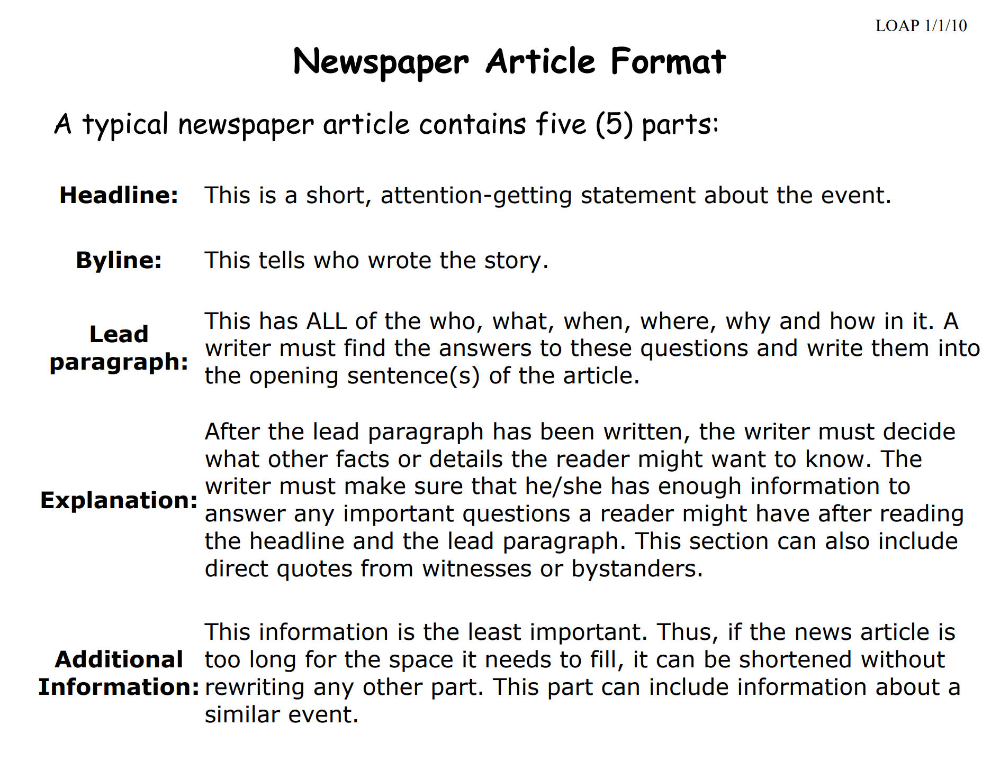 LOAP 1/1/10
Newspaper Article Format
A typical newspaper article contains five (5) parts:
Headline: This is a short, attention-getting statement about the event.
Byline: This tells who wrote the story.
Lead
paragraph:
This has ALL of the who, what, when, where, why and how in it. A
writer must find the answers to these questions and write them into
the opening sentence(s) of the article.
Explanation:
After the lead paragraph has been written, the writer must decide
what other facts or details the reader might want to know. The
writer must make sure that he/she has enough information to
answer any important questions a reader might have after reading
the headline and the lead paragraph. This section can also include
direct quotes from witnesses or bystanders.
Additional
Information:
This information is the least important. Thus, if the news article is
too long for the space it needs to fill, it can be shortened without
rewriting any other part. This part can include information about a
similar event.